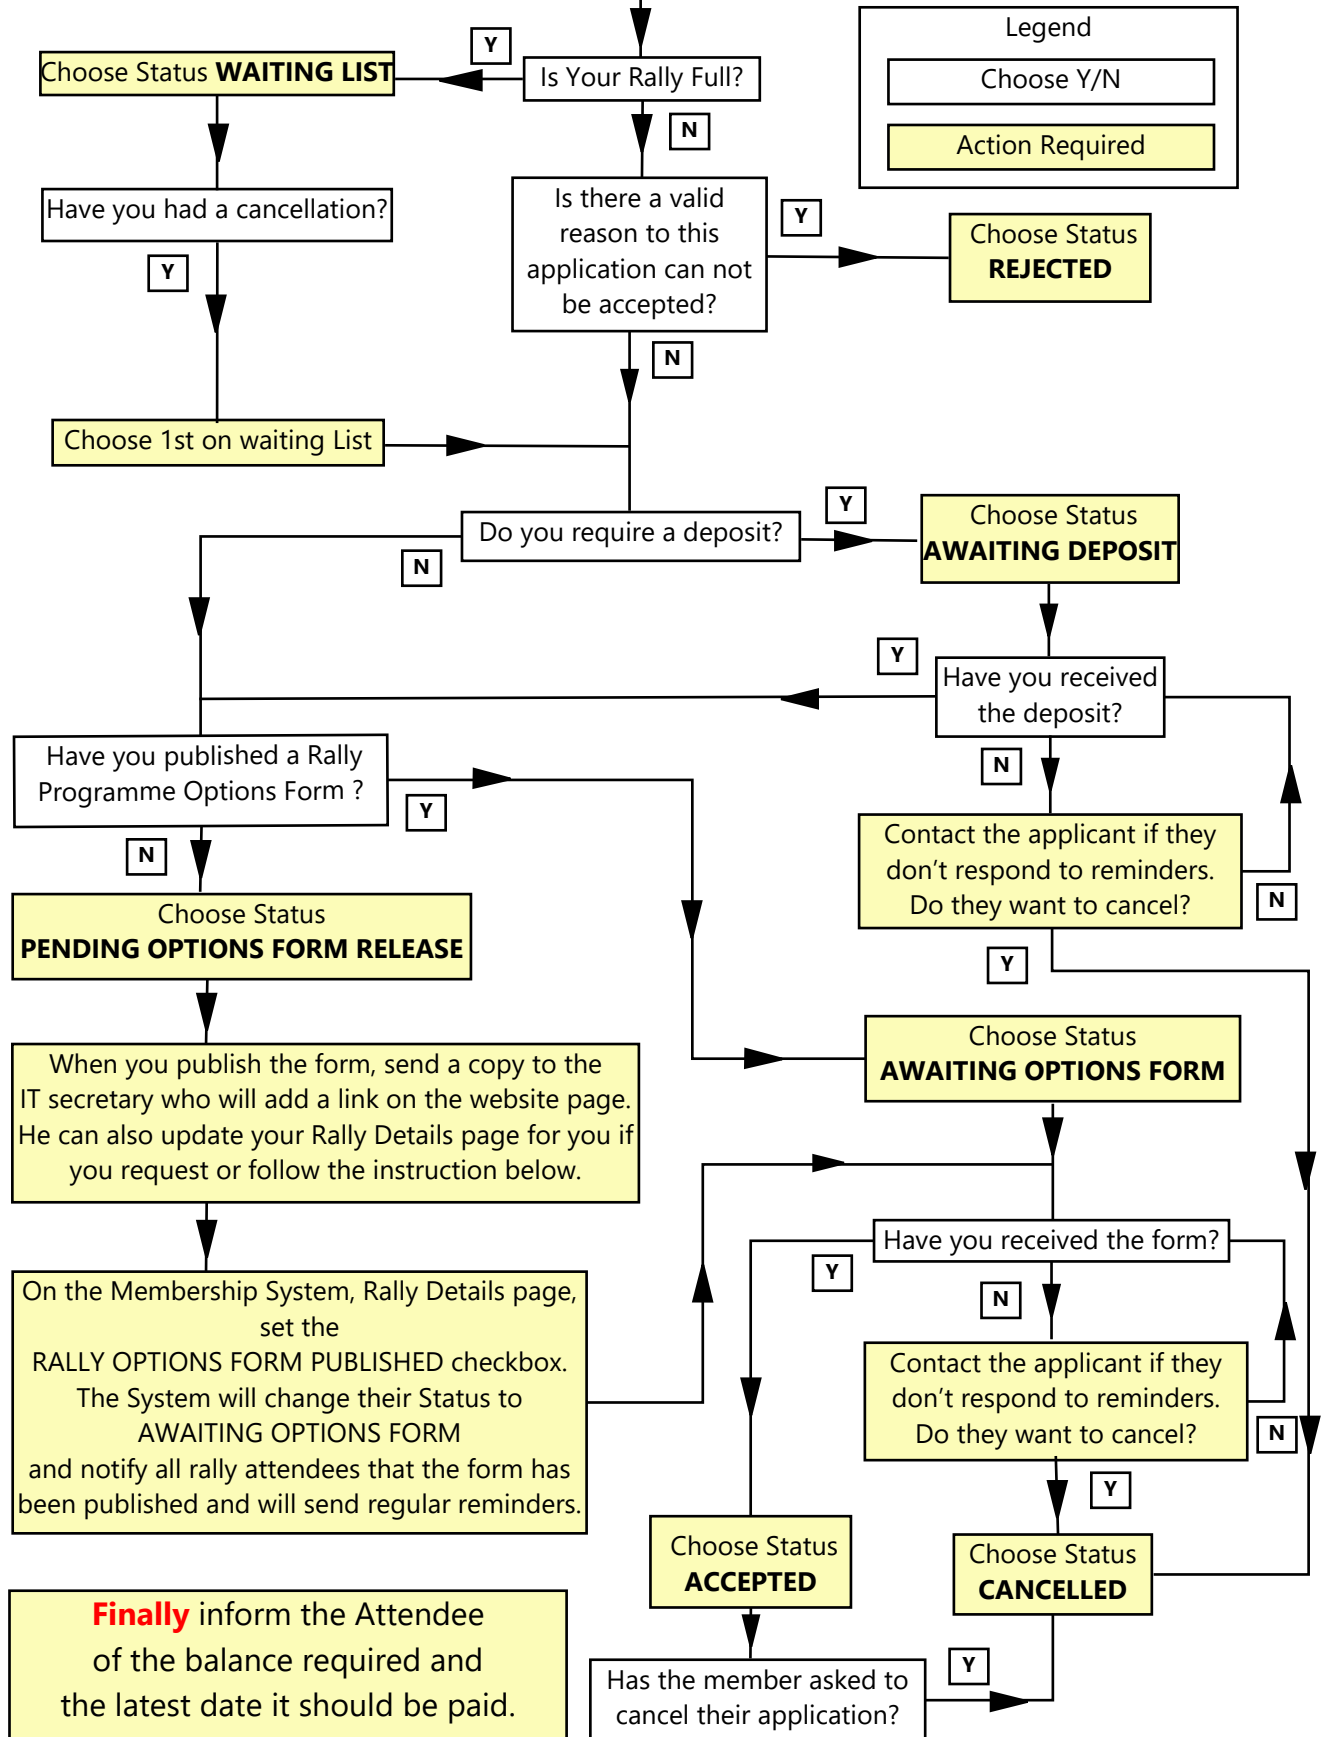 Legend
Choose Y/N
Action Required
Y
Choose Status WAITING LIST
Is Your Rally Full?
N
Have you had a cancellation?
Y
Is there a valid
reason to this
application can not
be accepted?
Y
Choose Status
REJECTED
N
Choose 1st on waiting List
Do you require a deposit?
Y
N
Choose Status
AWAITING DEPOSIT
Y
Have you received
the deposit?
N
Have you published a Rally
Programme Options Form ?
Y
N
Contact the applicant if they
don’t respond to reminders.
Do they want to cancel?
N
Y
Choose Status
PENDING OPTIONS FORM RELEASE
Choose Status
AWAITING OPTIONS FORM
When you publish the form, send a copy to the
IT secretary who will add a link on the website page.
He can also update your Rally Details page for you if
you request or follow the instruction below.
Have you received the form?
Y
N
On the Membership System, Rally Details page,
set the
RALLY OPTIONS FORM PUBLISHED checkbox.
The System will change their Status to
AWAITING OPTIONS FORM
and notify all rally attendees that the form has
been published and will send regular reminders.
Contact the applicant if they
don’t respond to reminders.
Do they want to cancel?
N
Y
Choose Status
ACCEPTED
Choose Status
CANCELLED
Finally inform the Attendee
of the balance required and
the latest date it should be paid.
Has the member asked to
cancel their application?
Y